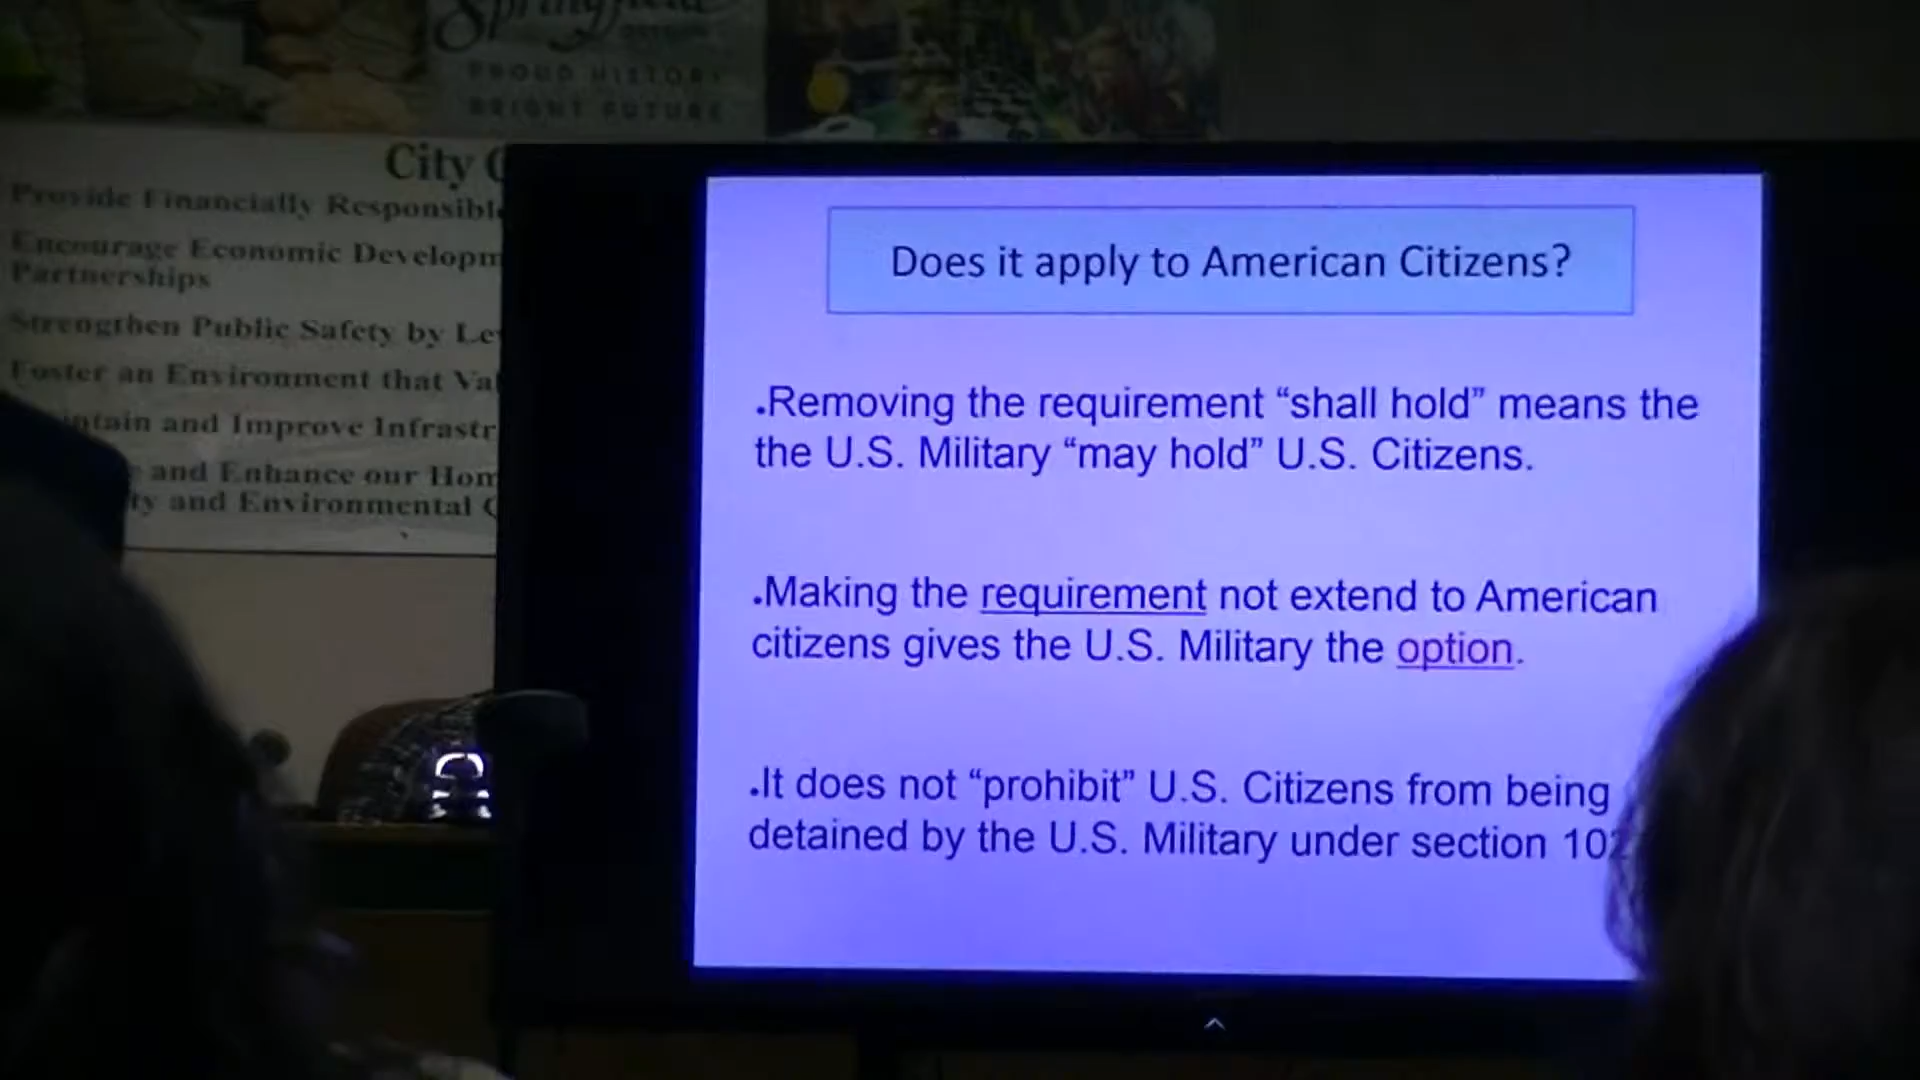 Springfield
OREGON
PROUD HISTORY
BRIGHT FUTURE
City
Provide Financially
Encourage Economic
Partnerships
Strengthen Public Safety by
Foster an Environment that
and Improve
and Enhance our
and Environmental
Does it apply to American Citizens?
.Removing the requirement “shall hold” means the
the U.S. Military “may hold” U.S. Citizens.
.Making the requirement not extend to American
citizens gives the U.S. Military the option.
.It does not “prohibit” U.S. Citizens from being
detained by the U.S. Military under section